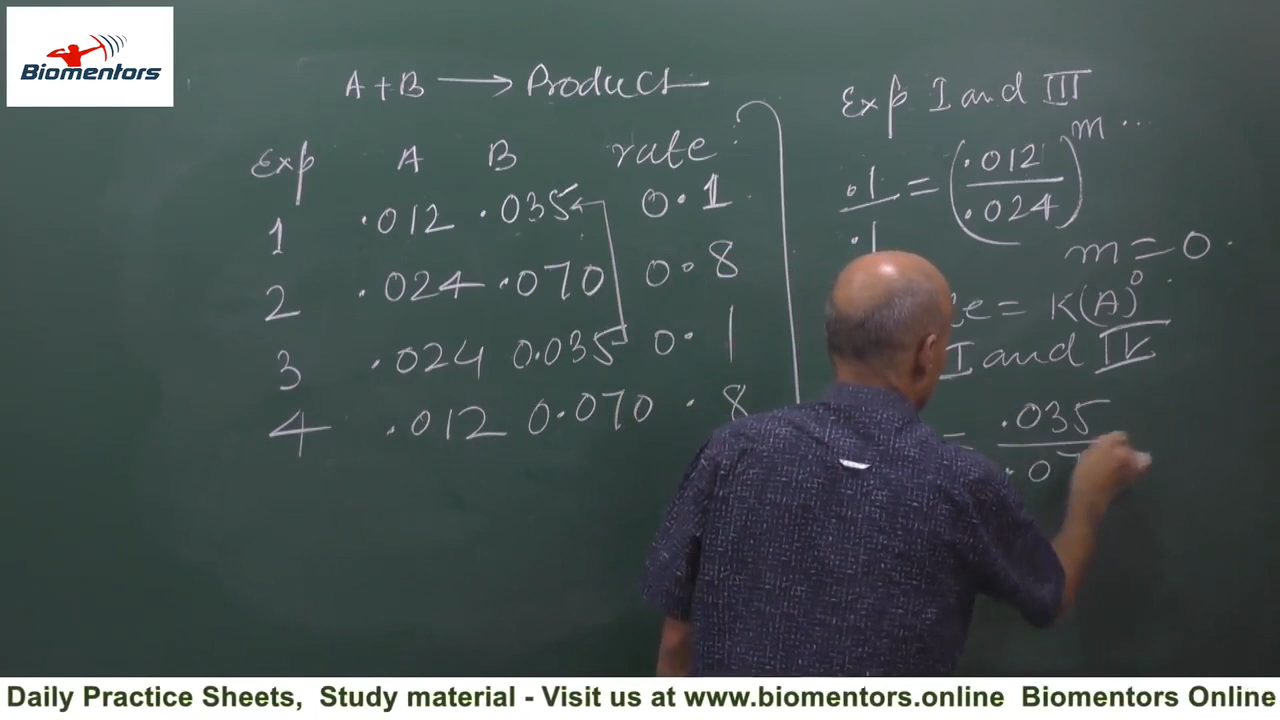 Biomentors
A + B → Product
Exp A B rate
1 .012 .035 0.1
2 .024 .070 0.8
3 .024 0.035 0.1
4 .012 0.070 .8
Exp I and III
.1 = (.012)^m ...
.1 .024
m = 0.
= K(A)^0
I and IV
= .035
.07
Daily Practice Sheets, Study material - Visit us at www.biomentors.online Biomentors Online